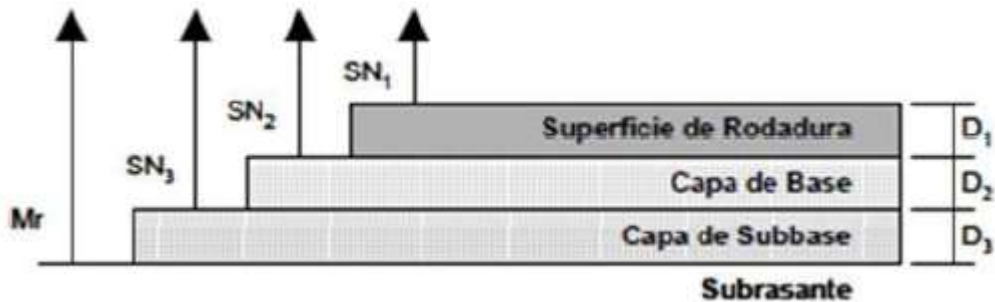 SN₁
Superficie de Rodadura
D₁
SN₂
Capa de Base
D₂
SN₃
Mr
Capa de Subbase
D₃
Subrasante